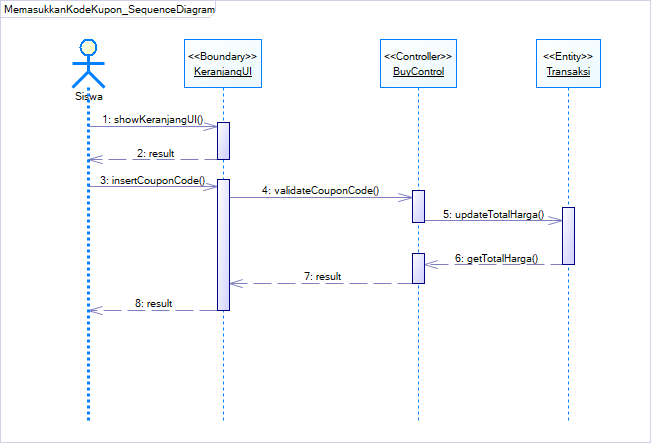 MemasukkanKodeKupon_SequenceDiagram
<<Boundary>>
KeranjangUI
<<Controller>>
BuyControl
<<Entity>>
Transaksi
Siswa
1: showKeranjangUI()
2: result
3: insertCouponCode()
4: validateCouponCode()
5: updateTotalHarga()
6: getTotalHarga()
7: result
8: result